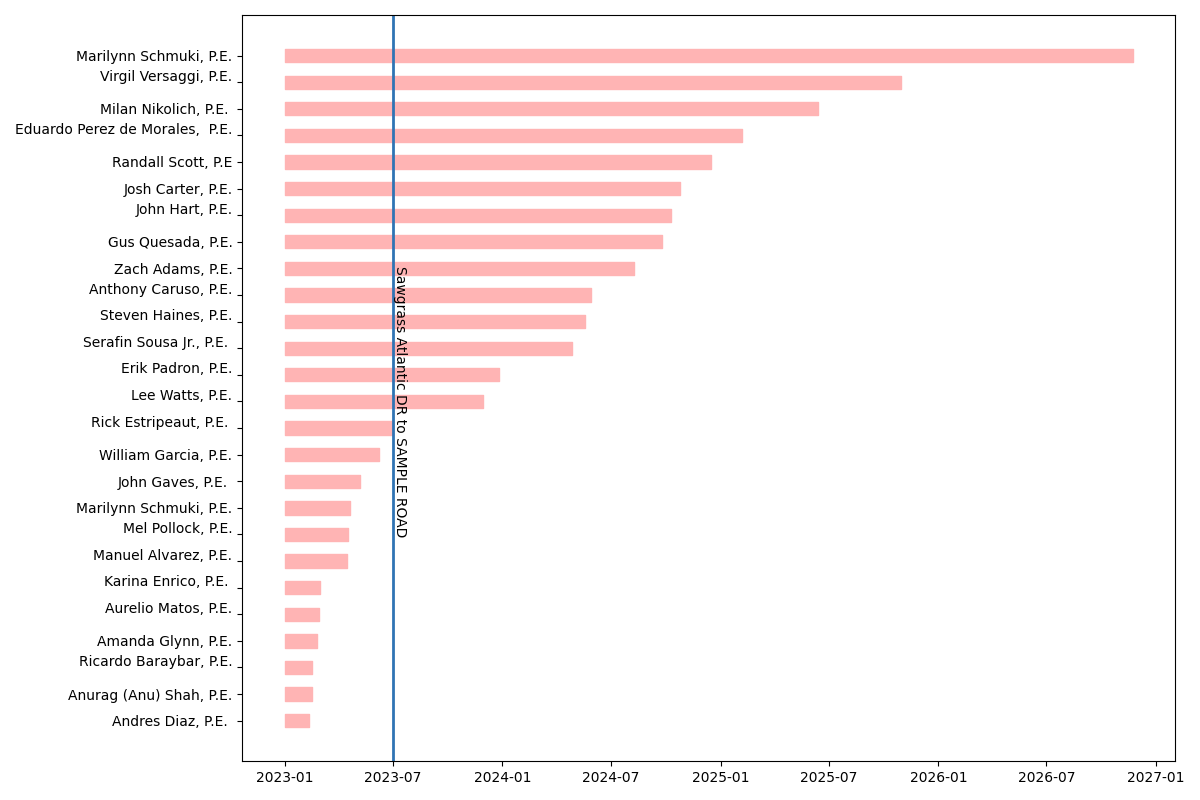 Marilynn Schmuki, P.E.
Virgil Versaggi, P.E.
Milan Nikolich, P.E.
Eduardo Perez de Morales,  P.E.
Randall Scott, P.E
Josh Carter, P.E.
John Hart, P.E.
Gus Quesada, P.E.
Zach Adams, P.E.
Anthony Caruso, P.E.
Steven Haines, P.E.
Serafin Sousa Jr., P.E.
Erik Padron, P.E.
Lee Watts, P.E.
Rick Estripeaut, P.E.
William Garcia, P.E.
John Gaves, P.E.
Marilynn Schmuki, P.E.
Mel Pollock, P.E.
Manuel Alvarez, P.E.
Karina Enrico, P.E.
Aurelio Matos, P.E.
Amanda Glynn, P.E.
Ricardo Baraybar, P.E.
Anurag (Anu) Shah, P.E.
Andres Diaz, P.E.
Sawgrass Atlantic DR to SAMPLE ROAD
2023-01 2023-07 2024-01 2024-07 2025-01 2025-07 2026-01 2026-07 2027-01